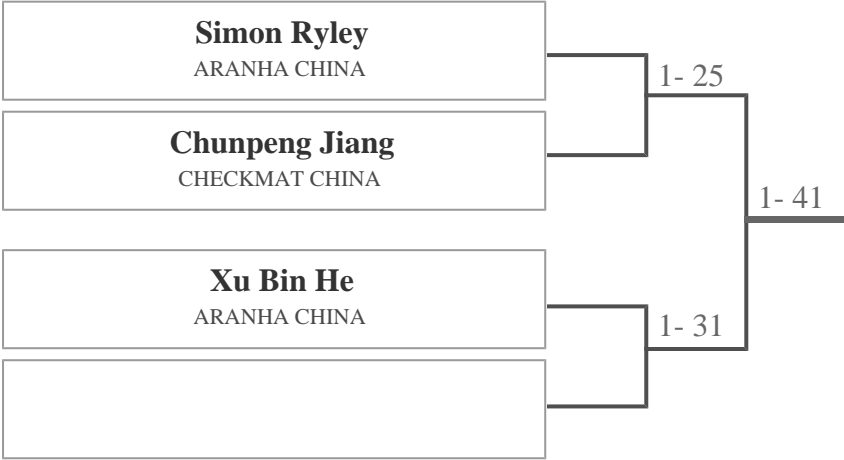 Simon Ryley
ARANHA CHINA
1- 25
Chunpeng Jiang
CHECKMAT CHINA
1- 41
Xu Bin He
ARANHA CHINA
1- 31